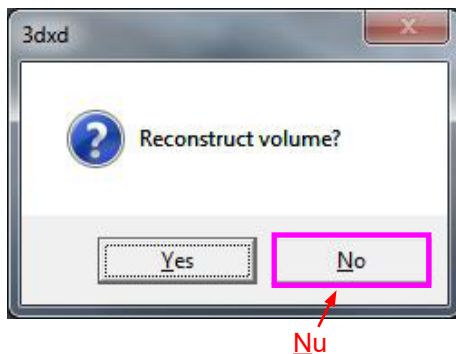 3dxd
Reconstruct volume?
Yes
No
Nu